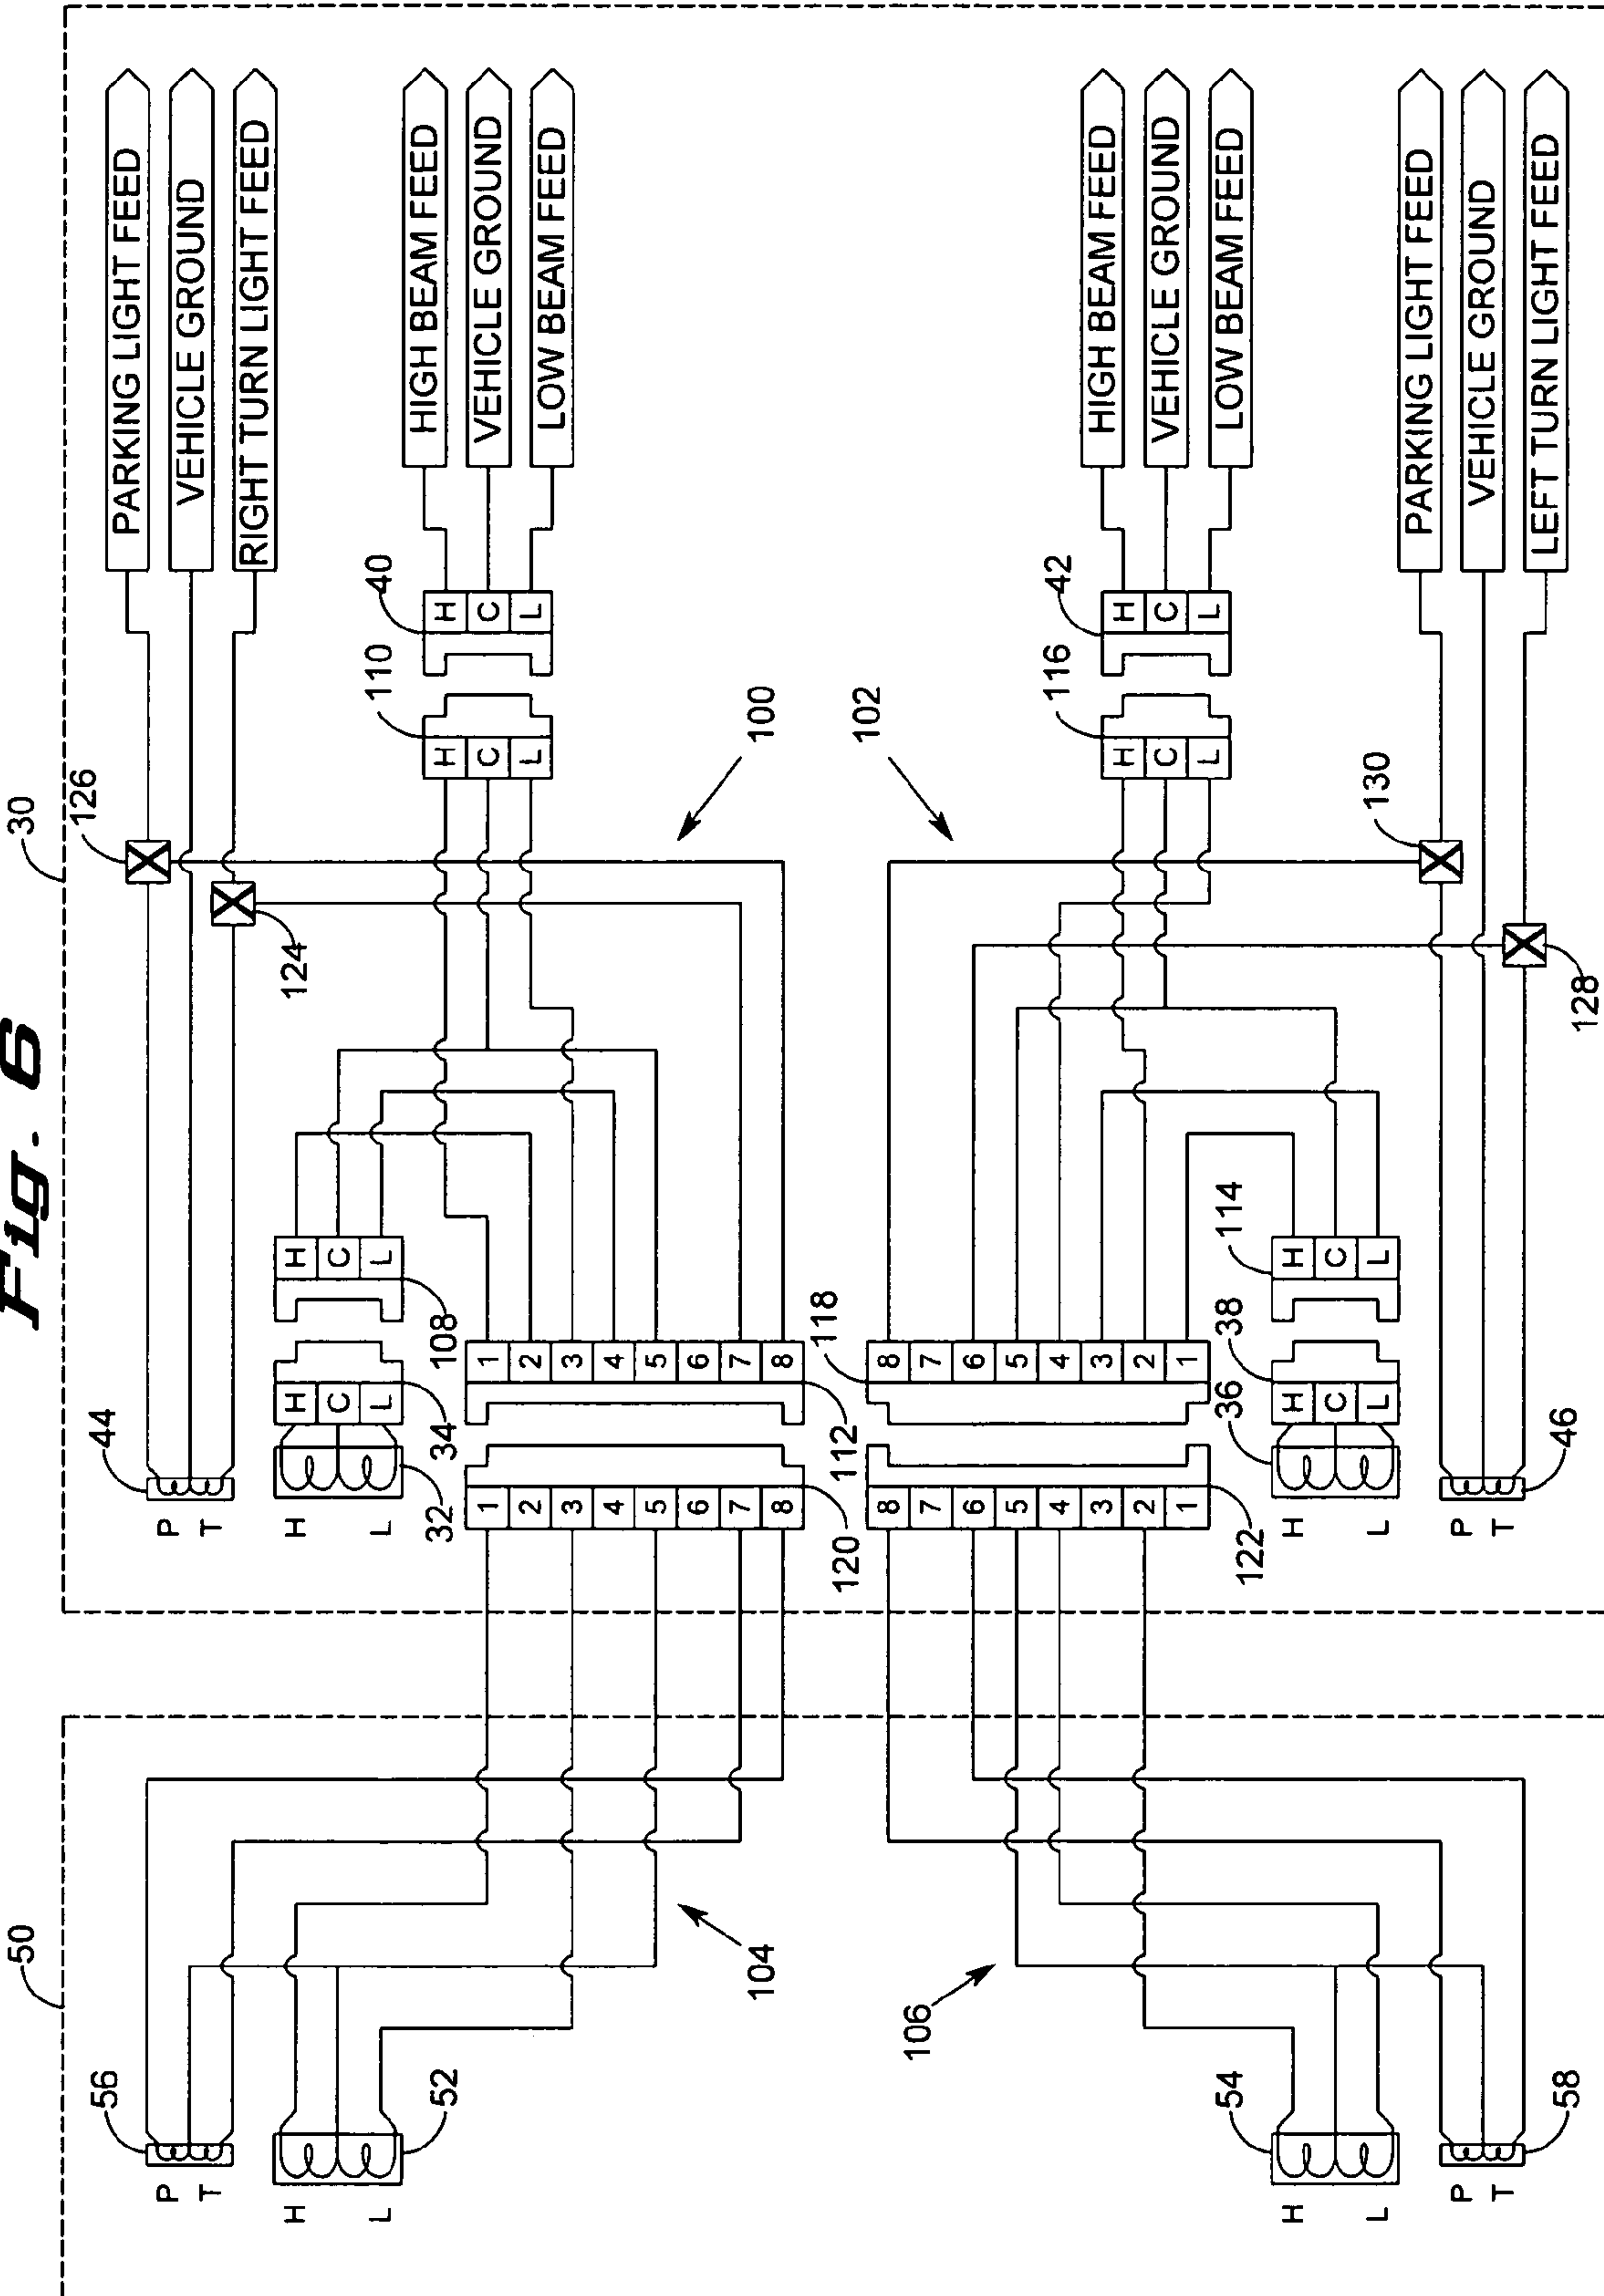 Fig. 6
30
50
126
124
PARKING LIGHT FEED
VEHICLE GROUND
RIGHT TURN LIGHT FEED
44
P
T
56
P
T
HIGH BEAM FEED
VEHICLE GROUND
LOW BEAM FEED
40
H
C
L
110
H
C
L
108
H
C
L
34
H
C
L
32
H
L
52
H
L
100
112
1
2
3
4
5
6
7
8
120
1
2
3
4
5
6
7
8
104
102
118
8
7
6
5
4
3
2
1
122
8
7
6
5
4
3
2
1
106
HIGH BEAM FEED
VEHICLE GROUND
LOW BEAM FEED
42
H
C
L
116
H
C
L
114
H
C
L
38
H
C
L
36
H
L
54
H
L
130
128
PARKING LIGHT FEED
VEHICLE GROUND
LEFT TURN LIGHT FEED
46
P
T
58
P
T